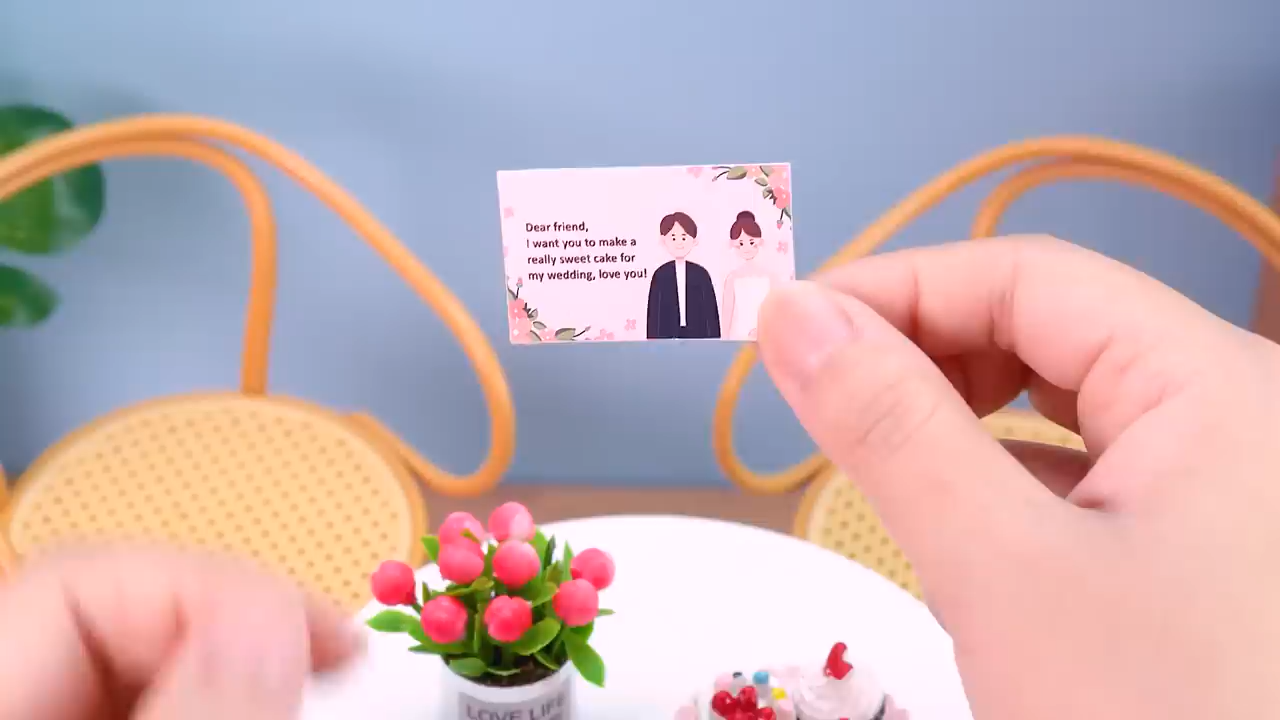 Dear friend,
I want you to make a
really sweet cake for
my wedding, love you!
LOVE LIFE